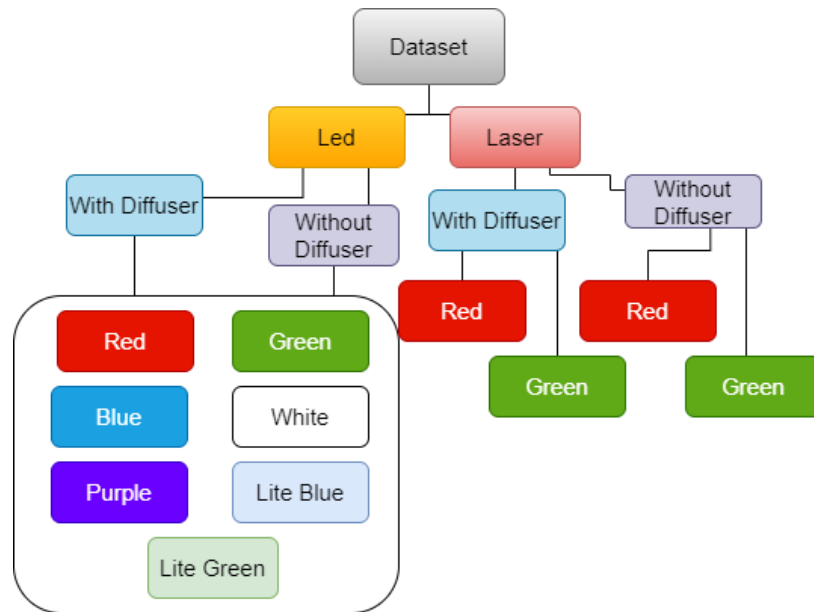 Dataset
Led
Laser
With Diffuser
Without
Diffuser
With Diffuser
Without
Diffuser
Red
Green
Blue
White
Purple
Lite Blue
Lite Green
Red
Green
Red
Green